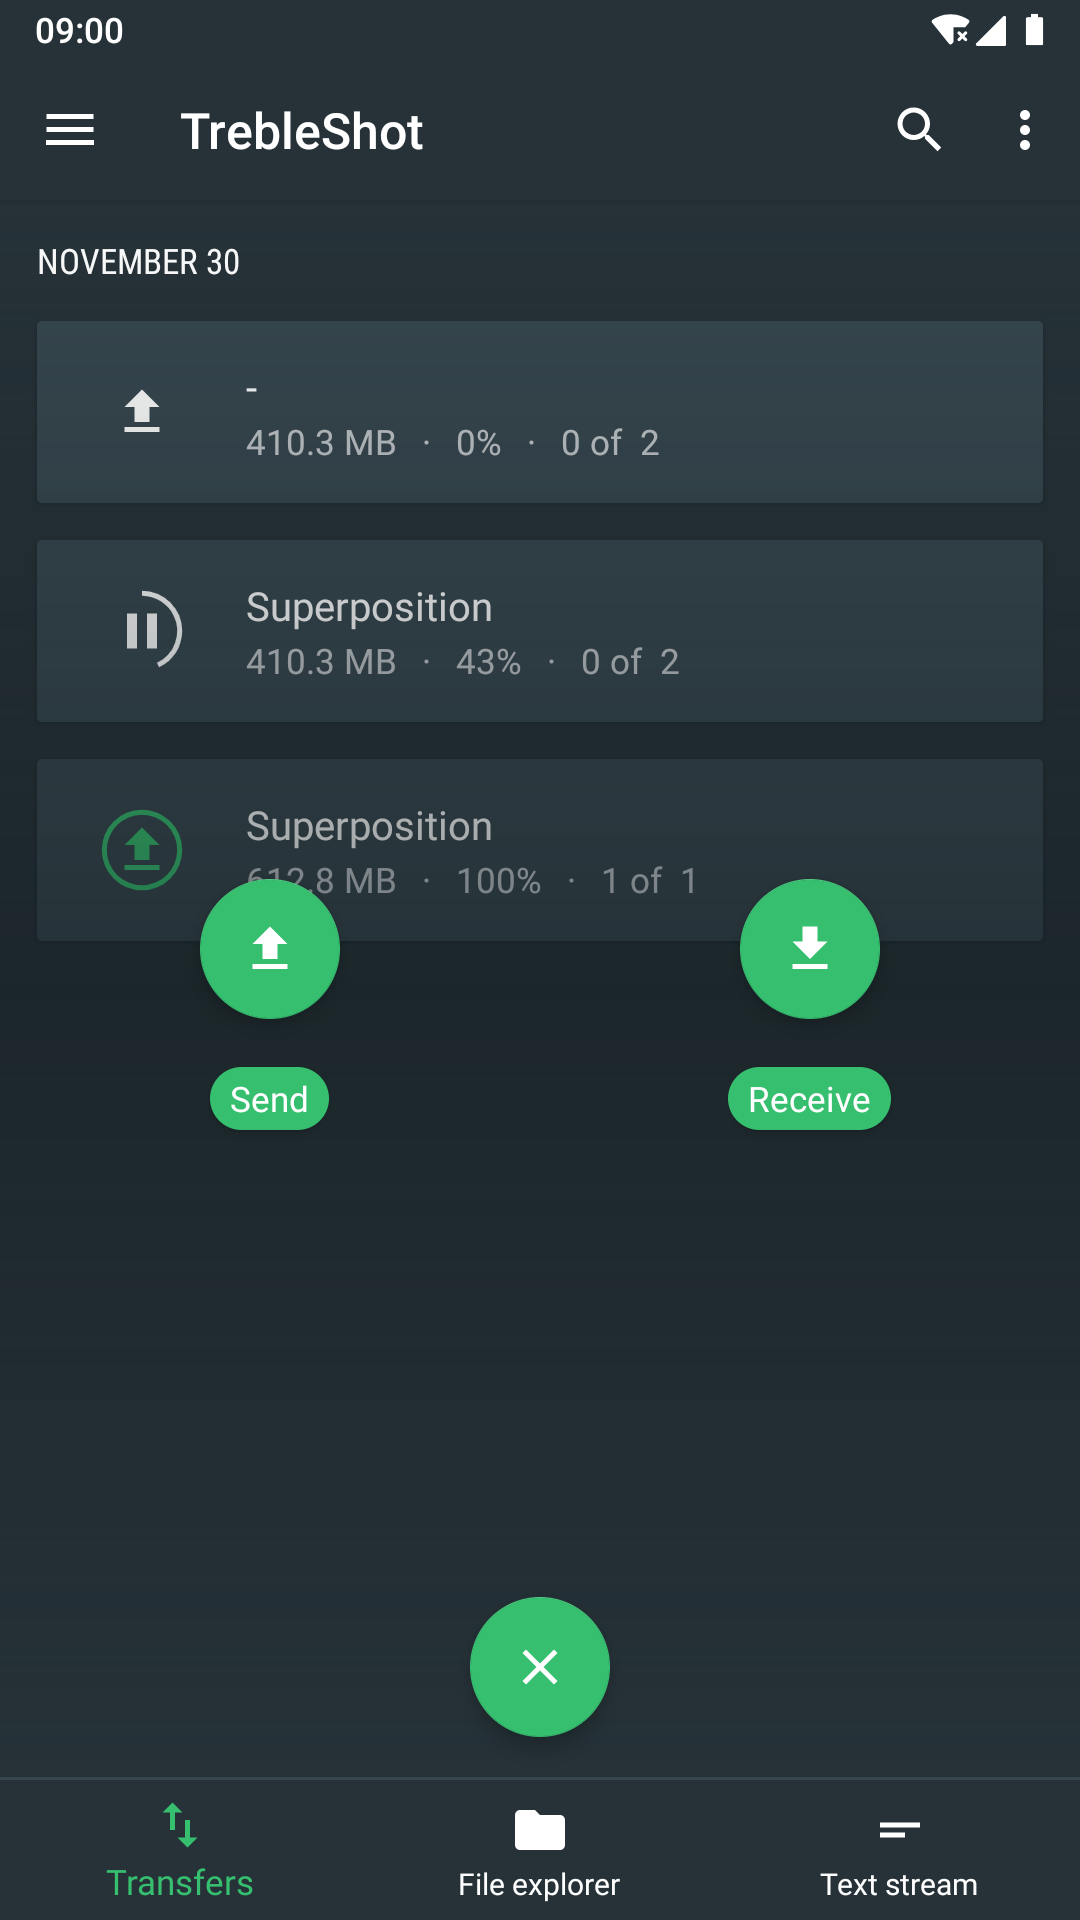 09:00
TrebleShot
NOVEMBER 30
-
410.3 MB · 0% · 0 of 2
Superposition
410.3 MB · 43% · 0 of 2
Superposition
612.8 MB · 100% · 1 of 1
Send
Receive
Transfers
File explorer
Text stream